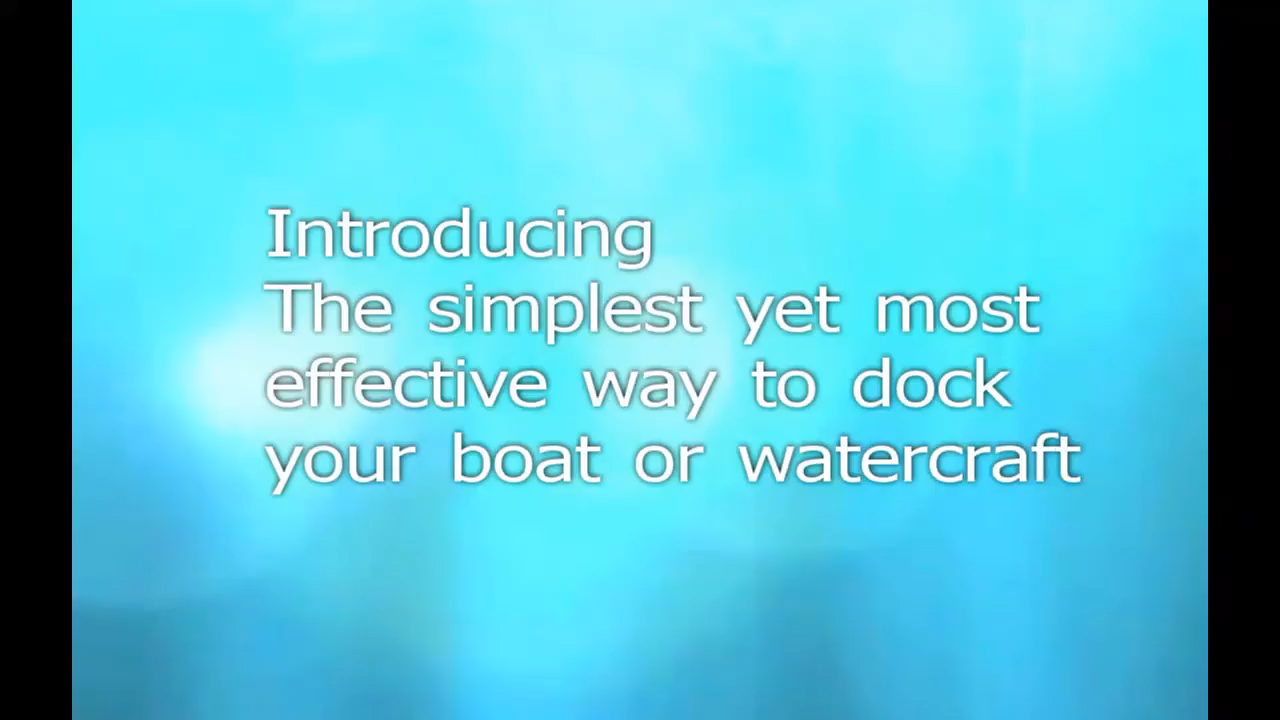 Introducing
The simplest yet most
effective way to dock
your boat or watercraft